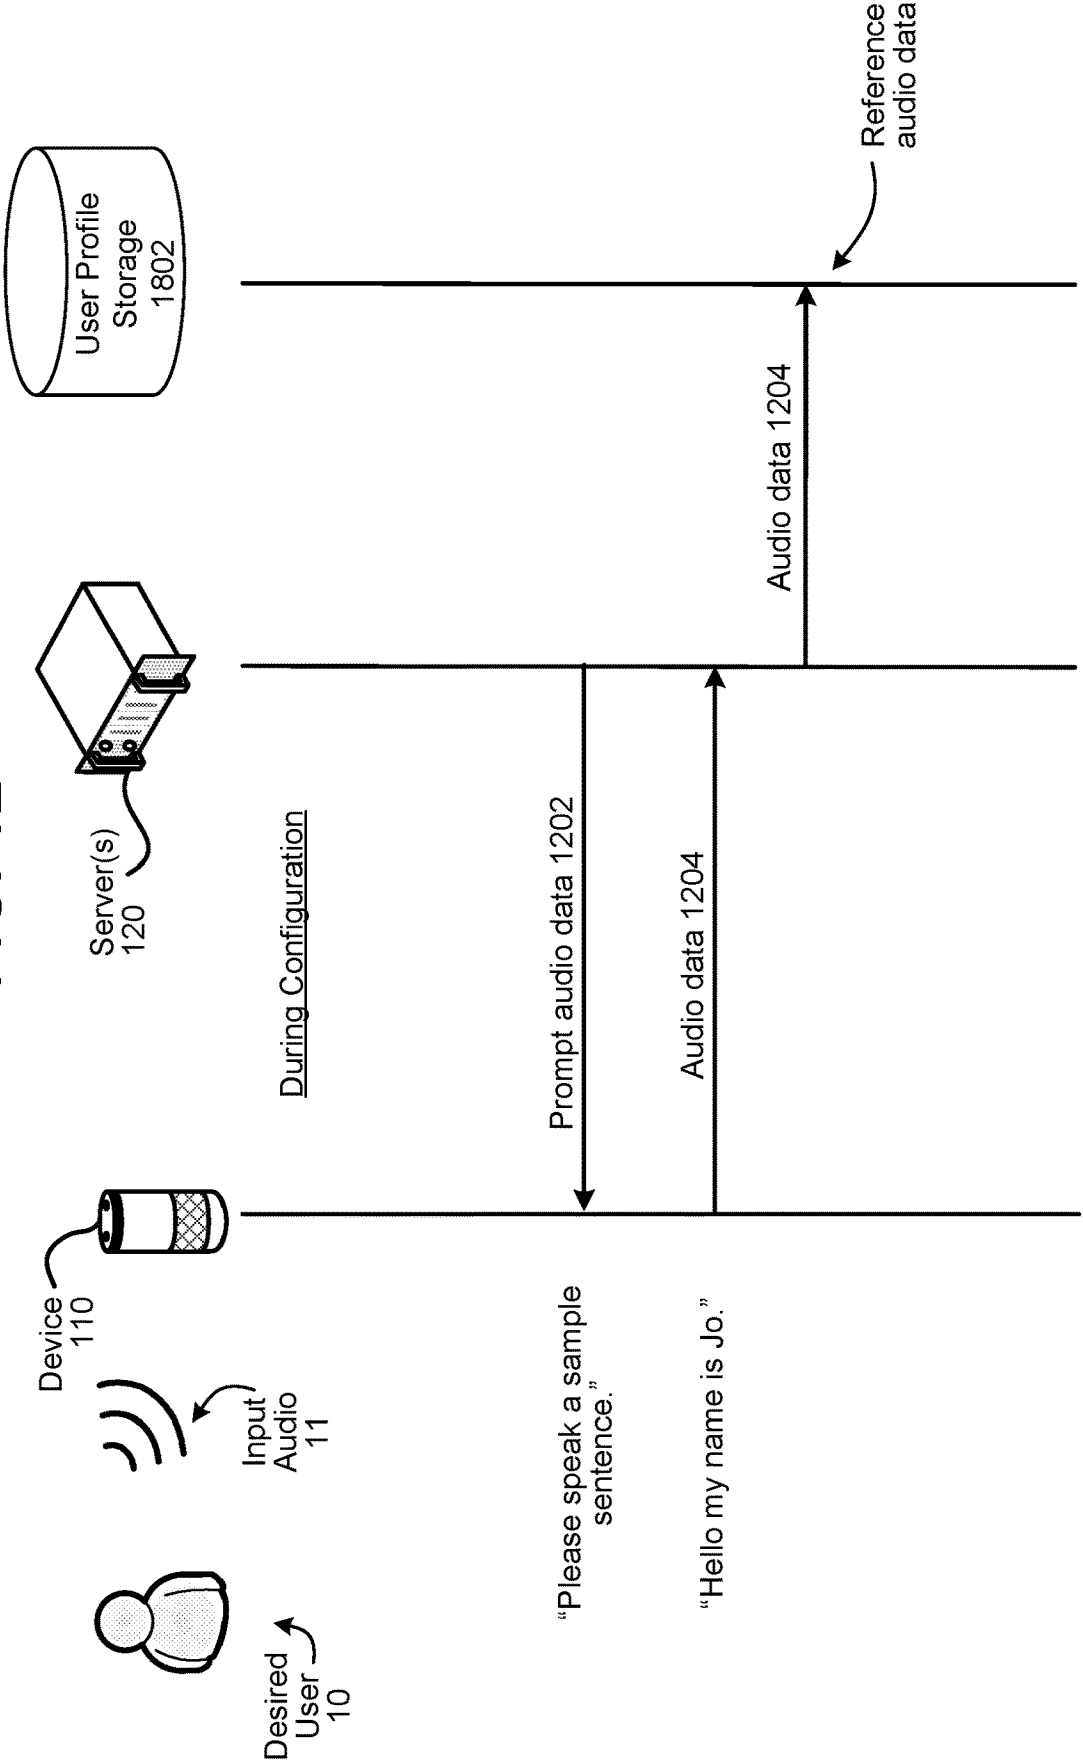 Desired
User
10
Input
Audio
11
Device
110
Server(s)
120
User Profile
Storage
1802
During Configuration
“Please speak a sample
sentence.”
Prompt audio data 1202
“Hello my name is Jo.”
Audio data 1204
Audio data 1204
Reference
audio data